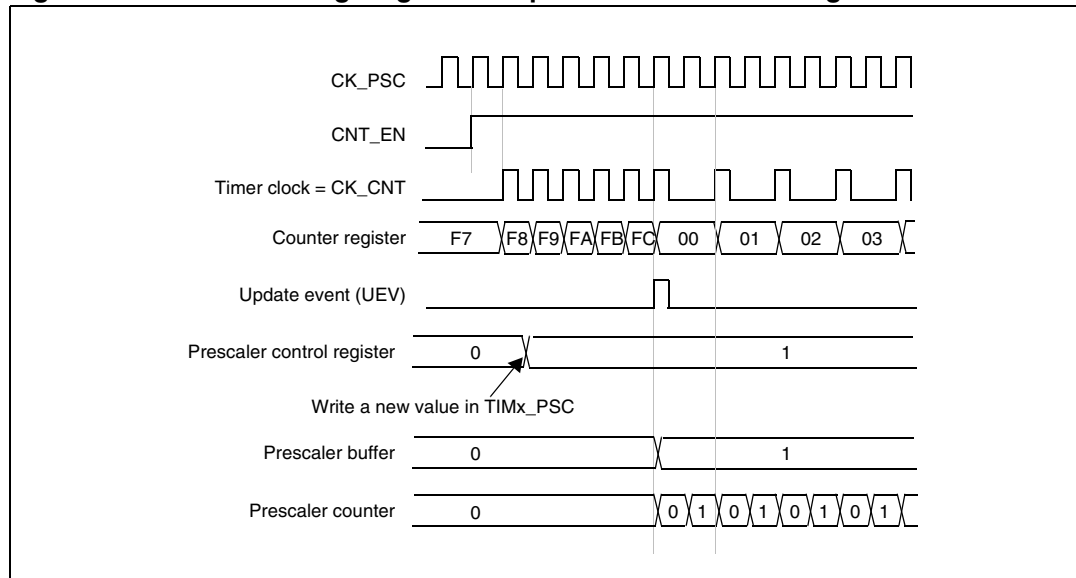 CK_PSC
CNT_EN
Timer clock = CK_CNT
Counter register F7 F8 F9 FA FB FC 00 01 02 03
Update event (UEV)
Prescaler control register 0 1
Write a new value in TIMx_PSC
Prescaler buffer 0 1
Prescaler counter 0 0 1 0 1 0 1 0 1